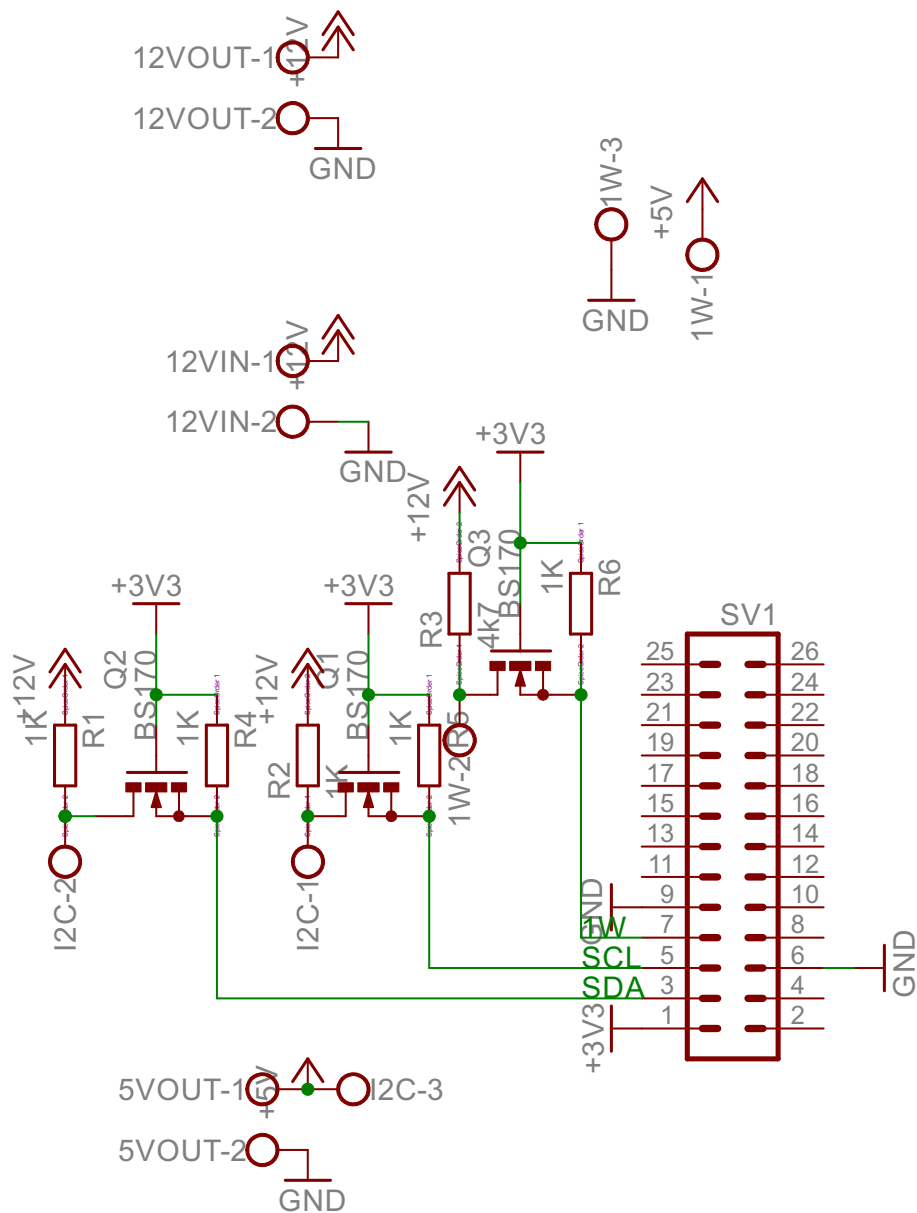 12VOUT-1
+12V
12VOUT-2
GND
1W-3
GND
+5V
1W-1
12VIN-1
+12V
12VIN-2
GND
+3V3
+12V
Q3
BS170
R3
4k7
1K
R6
1W-2
+3V3
+12V
1K
R1
Q2
BS170
1K
R4
I2C-2
+3V3
+12V
R2
1K
Q1
BS170
1K
R5
I2C-1
SV1
25 26
23 24
21 22
19 20
17 18
15 16
13 14
11 12
9 10
7 8
5 6
3 4
1 2
GND
1W
SCL
SDA
+3V3
GND
5VOUT-1
+5V
I2C-3
5VOUT-2
GND